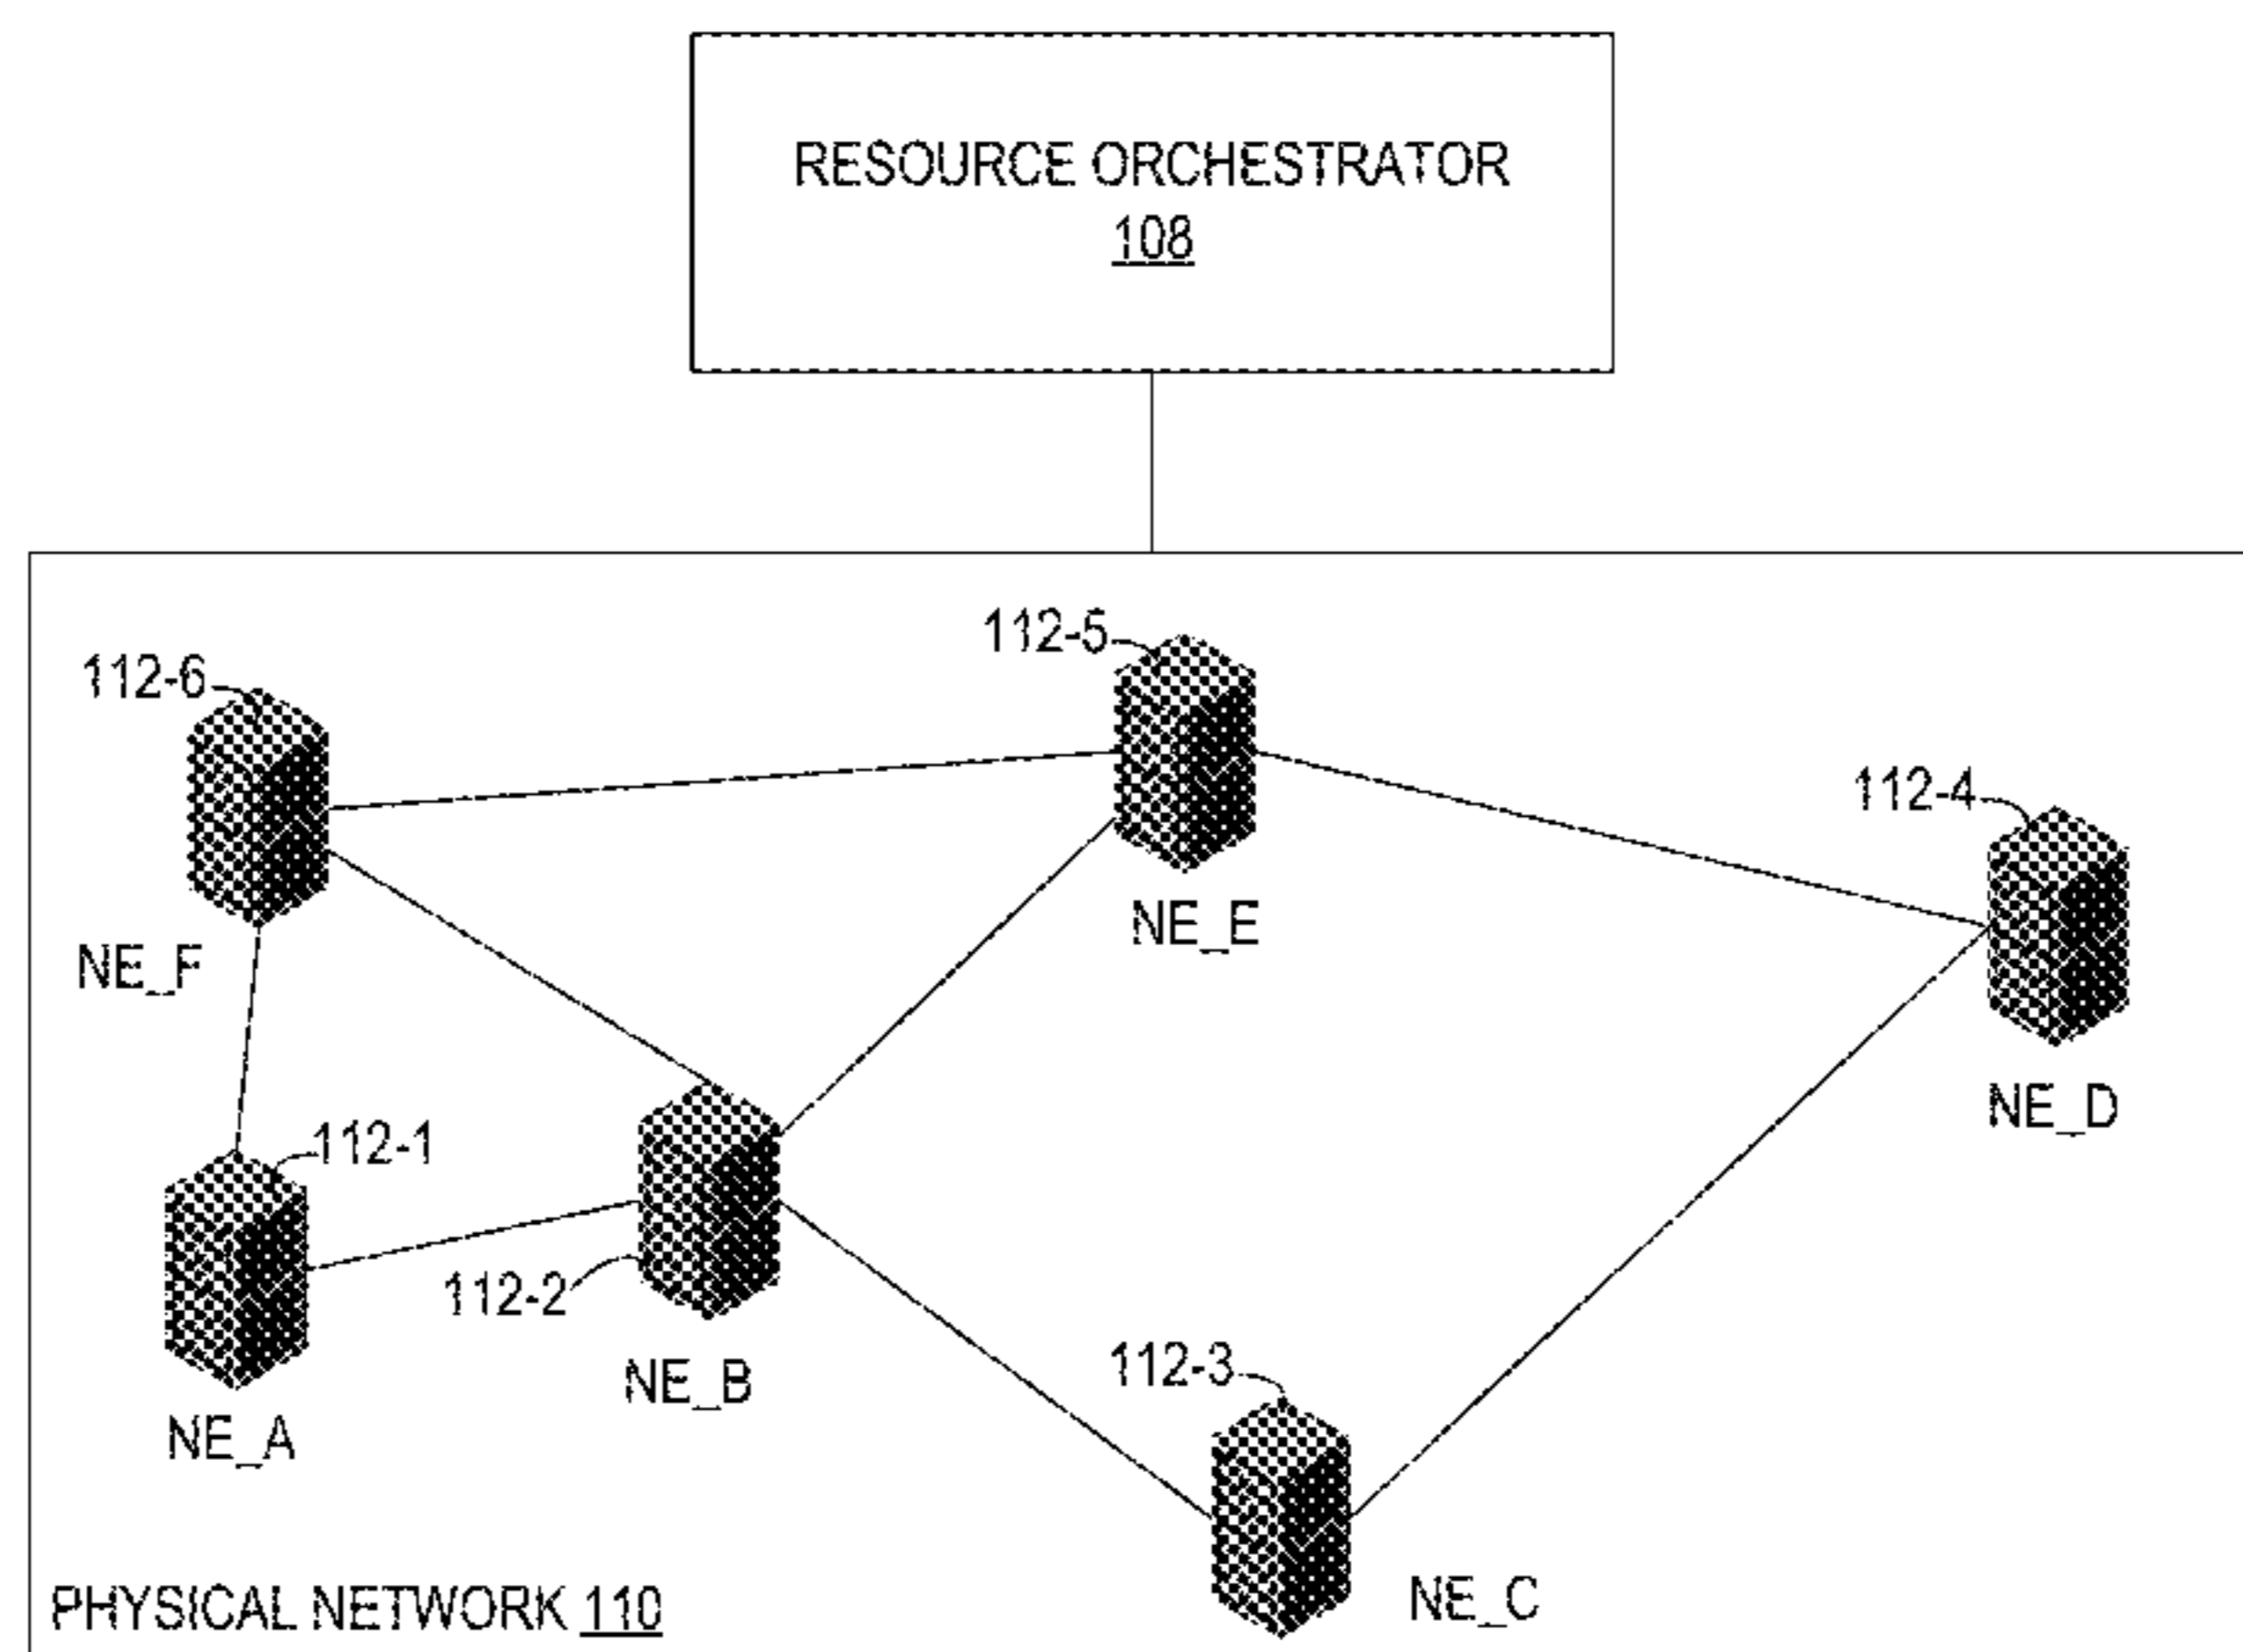 RESOURCE ORCHESTRATOR
108
112-5
112-6
112-4
NE_E
NE_F
NE_D
112-1
112-2
NE_B
112-3
NE_A
NE_C
PHYSICAL NETWORK 110